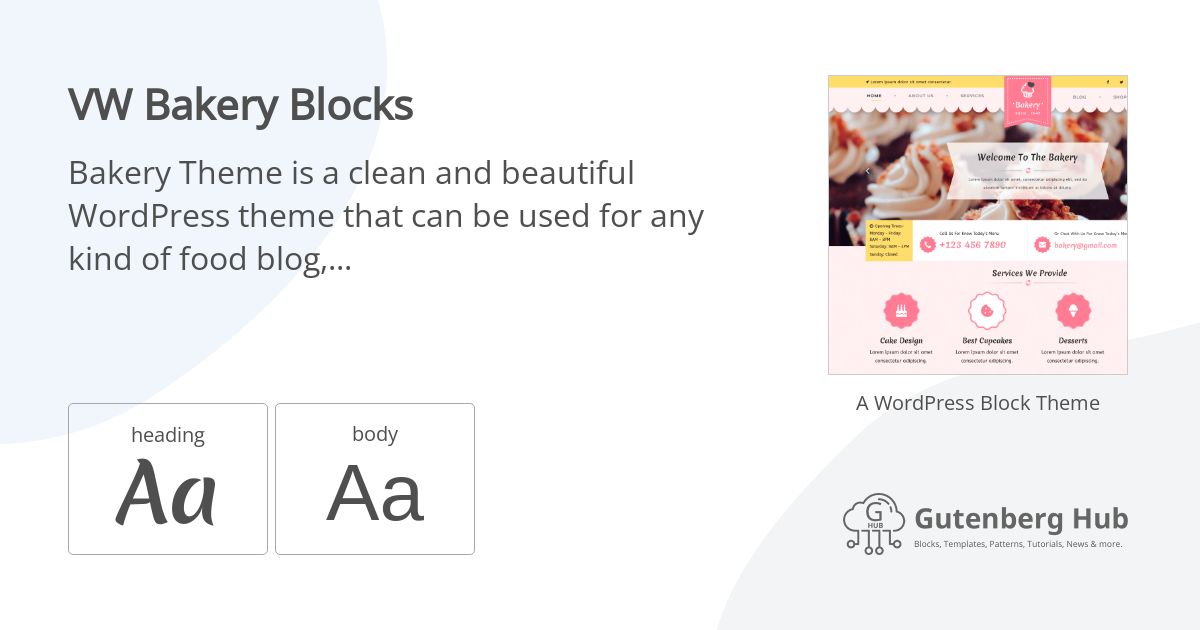 VW Bakery Blocks
Bakery Theme is a clean and beautiful
WordPress theme that can be used for any
kind of food blog,...
heading
Aa
body
Aa
Lorem ipsum dolor sit amet consectetur
HOME
ABOUT US
SERVICES
Bakery
ESTD 1947
BLOG
SHOP
Welcome To The Bakery
Lorem ipsum dolor sit amet, consectetur adipiscing elit, sed do
eiusmod tempor incididunt ut labore et dolore.
Opening Times:
Monday - Friday:
8AM - 8PM
Saturday: 9AM - 6PM
Sunday: Closed
Call Us For Know Today's Menu
+123 456 7890
Or Chat With Us For Know Today's Me
bakery@gmail.com
Services We Provide
Cake Design
Lorem ipsum dolor sit amet
consectetur adipiscing.
Best Cupcakes
Lorem ipsum dolor sit amet
consectetur adipiscing.
Desserts
Lorem ipsum dolor sit amet
consectetur adipiscing.
A WordPress Block Theme
G
HUB
Gutenberg Hub
Blocks, Templates, Patterns, Tutorials, News & more.